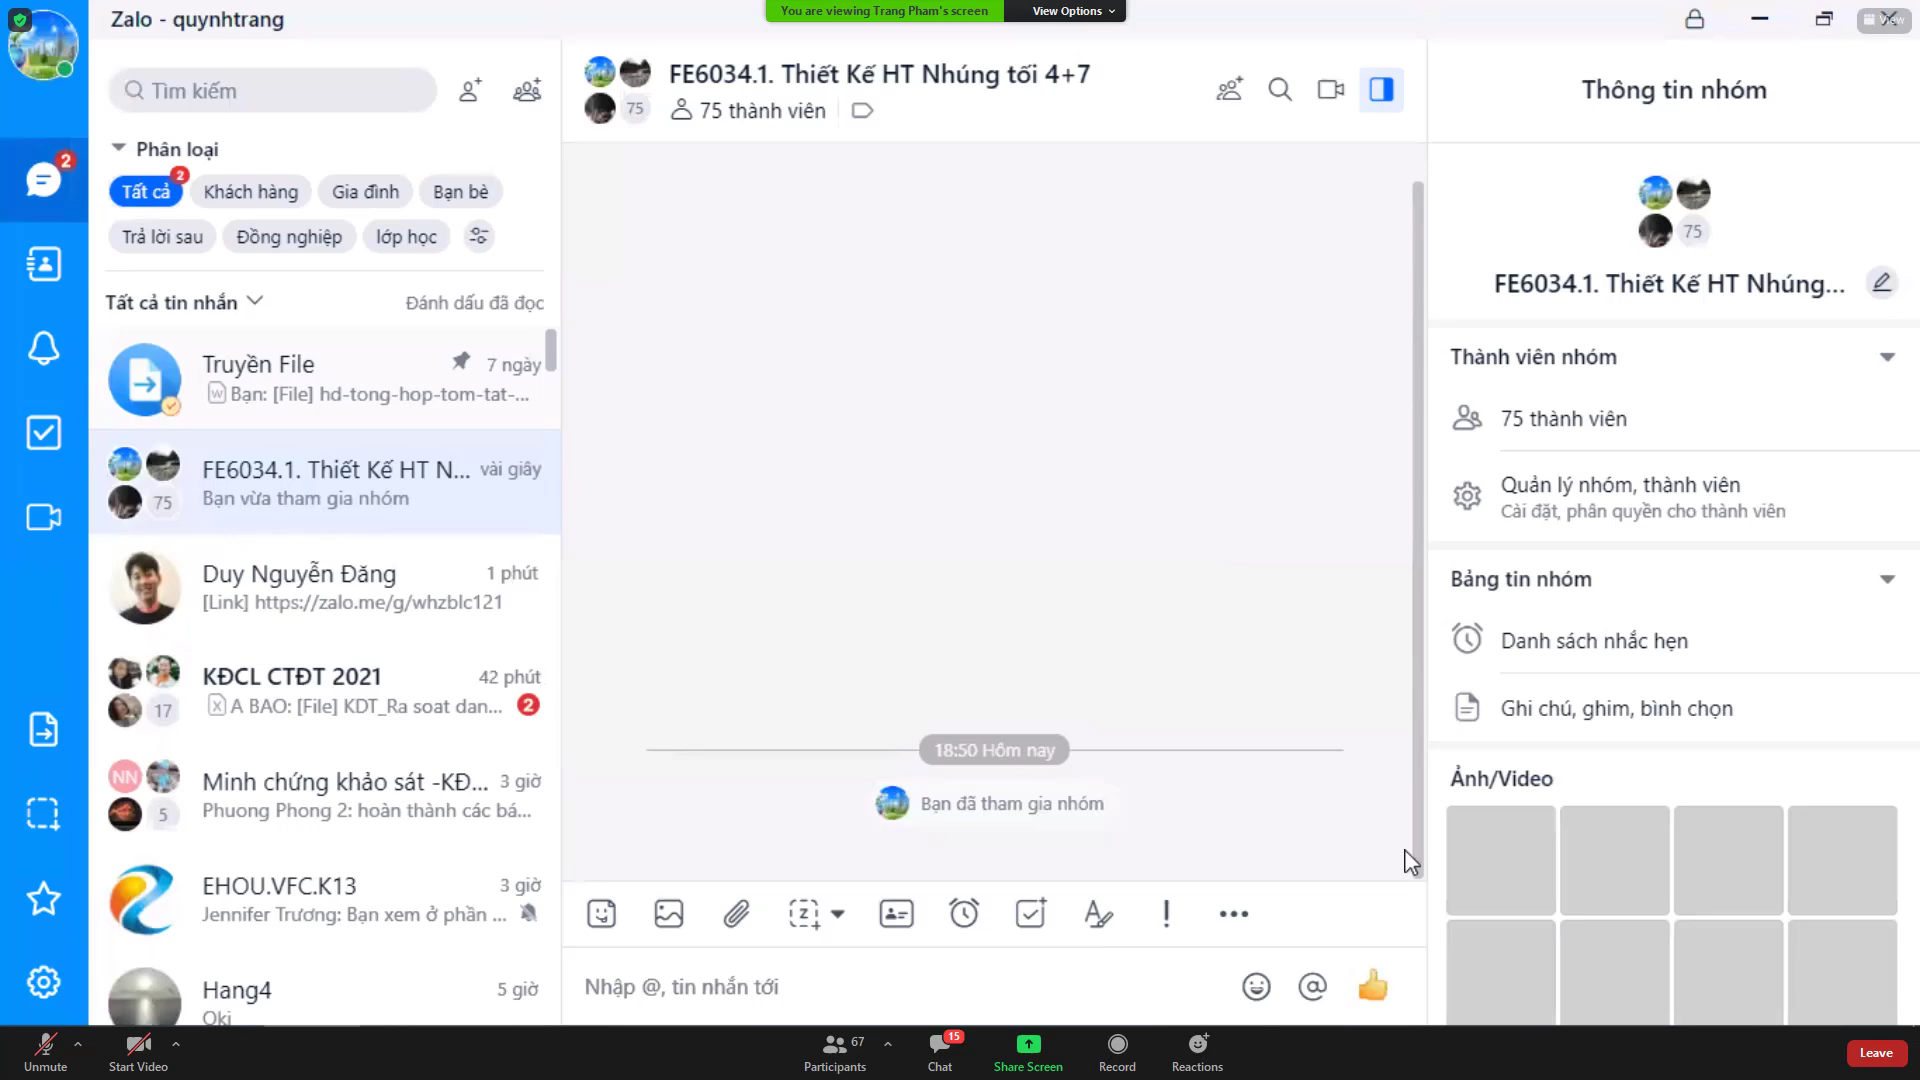 Zalo - quynhtrang
You are viewing Trang Pham's screen
View Options
View
Tìm kiếm
Phân loại
Tất cả
2
Khách hàng
Gia đình
Bạn bè
Trả lời sau
Đồng nghiệp
lớp học
Tất cả tin nhắn
Đánh dấu đã đọc
2
Truyền File
7 ngày
Bạn: [File] hd-tong-hop-tom-tat-...
FE6034.1. Thiết Kế HT N...
vài giây
75
Bạn vừa tham gia nhóm
Duy Nguyễn Đăng
1 phút
[Link] https://zalo.me/g/whzblc121
KĐCL CTĐT 2021
42 phút
17
A BAO: [File] KDT_Ra soat dan...
2
NN
Minh chứng khảo sát -KĐ...
3 giờ
5
Phuong Phong 2: hoàn thành các bá...
EHOU.VFC.K13
3 giờ
Jennifer Trương: Bạn xem ở phần ...
Hang4
5 giờ
Oki
FE6034.1. Thiết Kế HT Nhúng tối 4+7
75
75 thành viên
18:50 Hôm nay
Bạn đã tham gia nhóm
Nhập @, tin nhắn tới
Thông tin nhóm
75
FE6034.1. Thiết Kế HT Nhúng...
Thành viên nhóm
75 thành viên
Quản lý nhóm, thành viên
Cài đặt, phân quyền cho thành viên
Bảng tin nhóm
Danh sách nhắc hẹn
Ghi chú, ghim, bình chọn
Ảnh/Video
Unmute
Start Video
67
Participants
15
Chat
Share Screen
Record
Reactions
Leave